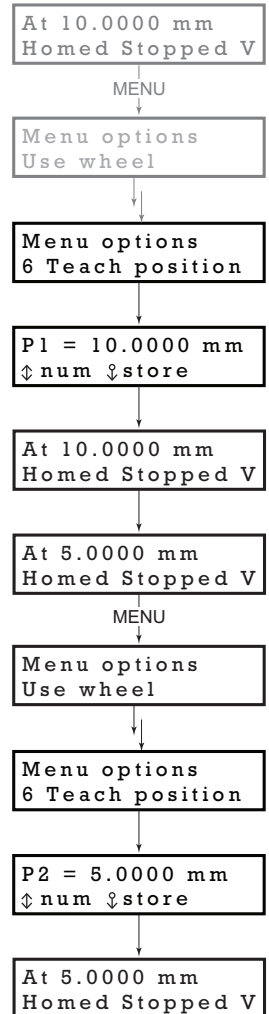 At 10.0000 mm
Homed Stopped V
MENU
Menu options
Use wheel
Menu options
6 Teach position
P1 = 10.0000 mm
⇕ num store
At 10.0000 mm
Homed Stopped V
At 5.0000 mm
Homed Stopped V
MENU
Menu options
Use wheel
Menu options
6 Teach position
P2 = 5.0000 mm
⇕ num store
At 5.0000 mm
Homed Stopped V